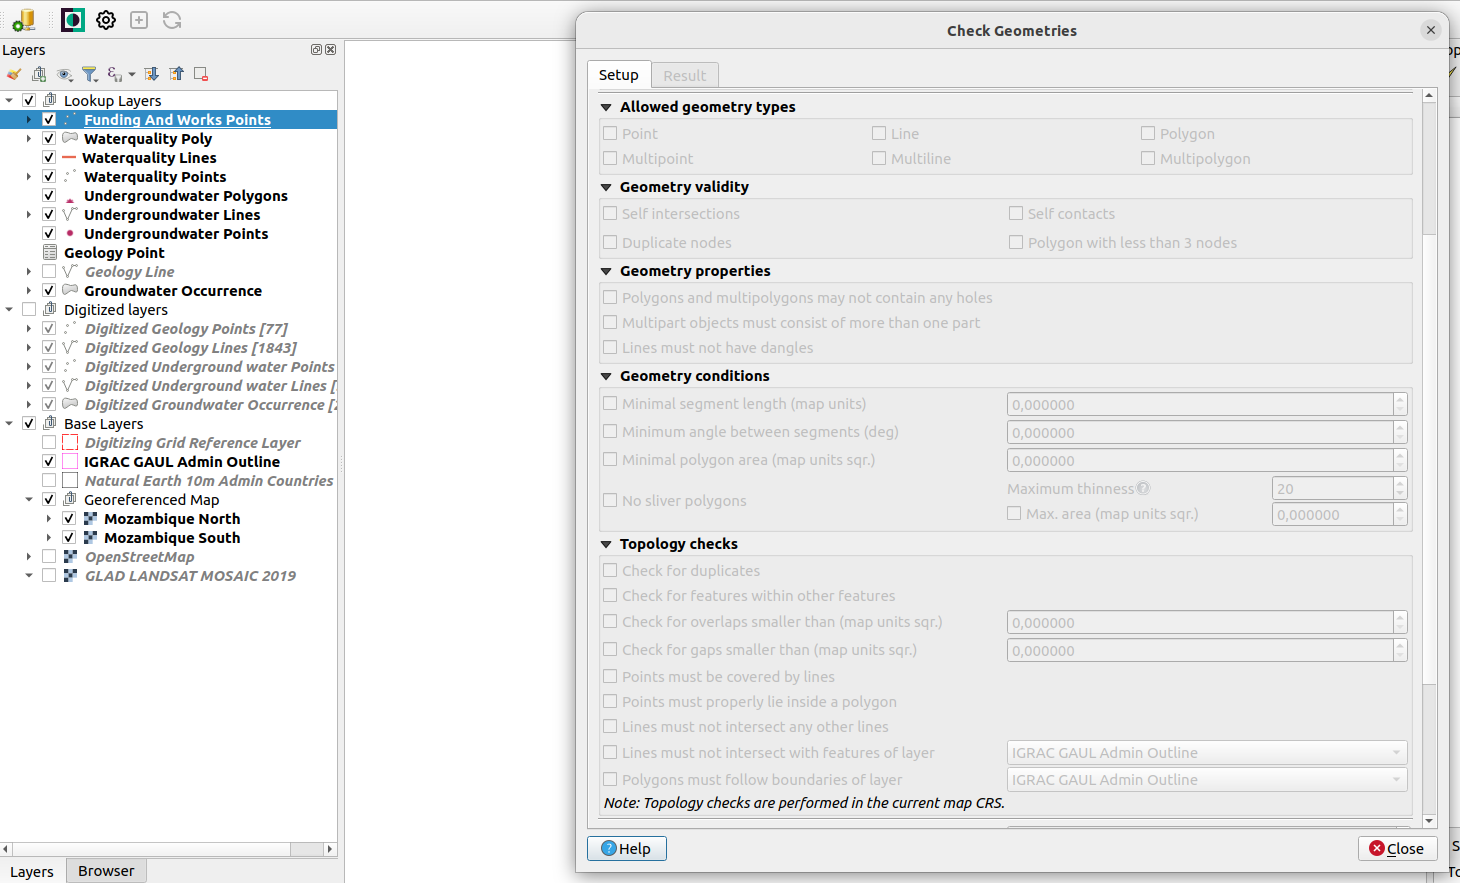 Layers
Lookup Layers
Funding And Works Points
Waterquality Poly
Waterquality Lines
Waterquality Points
Undergroundwater Polygons
Undergroundwater Lines
Undergroundwater Points
Geology Point
Geology Line
Groundwater Occurrence
Digitized layers
Digitized Geology Points [77]
Digitized Geology Lines [1843]
Digitized Underground water Points
Digitized Underground water Lines [
Digitized Groundwater Occurrence [
Base Layers
Digitizing Grid Reference Layer
IGRAC GAUL Admin Outline
Natural Earth 10m Admin Countries
Georeferenced Map
Mozambique North
Mozambique South
OpenStreetMap
GLAD LANDSAT MOSAIC 2019
Layers Browser
Check Geometries
Setup Result
Allowed geometry types
Point Line Polygon
Multipoint Multiline Multipolygon
Geometry validity
Self intersections Self contacts
Duplicate nodes Polygon with less than 3 nodes
Geometry properties
Polygons and multipolygons may not contain any holes
Multipart objects must consist of more than one part
Lines must not have dangles
Geometry conditions
Minimal segment length (map units) 0,000000
Minimum angle between segments (deg) 0,000000
Minimal polygon area (map units sqr.) 0,000000
No sliver polygons Maximum thinness 20
Max. area (map units sqr.) 0,000000
Topology checks
Check for duplicates
Check for features within other features
Check for overlaps smaller than (map units sqr.) 0,000000
Check for gaps smaller than (map units sqr.) 0,000000
Points must be covered by lines
Points must properly lie inside a polygon
Lines must not intersect any other lines
Lines must not intersect with features of layer IGRAC GAUL Admin Outline
Polygons must follow boundaries of layer IGRAC GAUL Admin Outline
Note: Topology checks are performed in the current map CRS.
Help Close